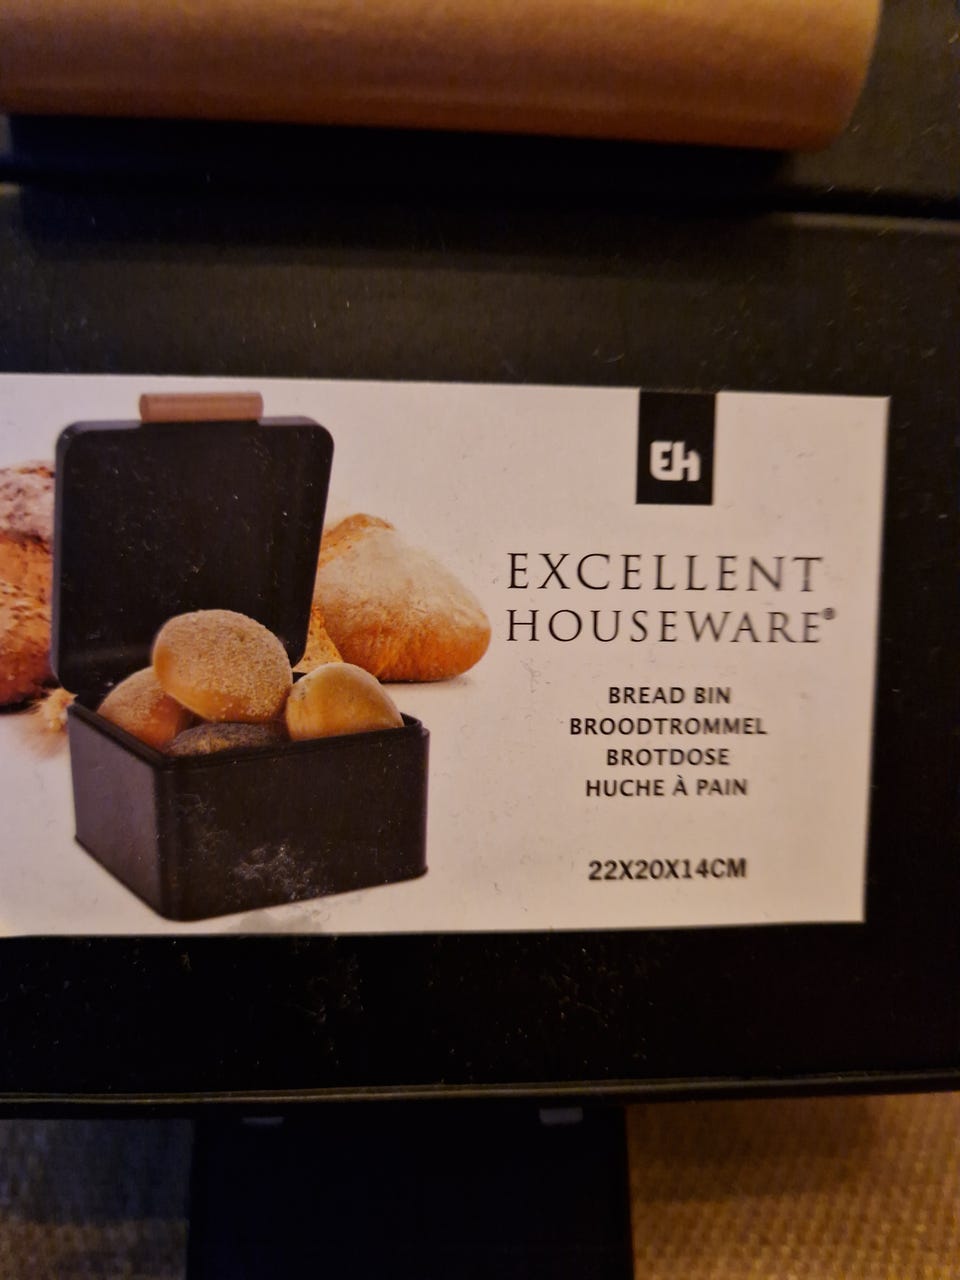 Eh
EXCELLENT
HOUSEWARE®
BREAD BIN
BROODTROMMEL
BROTDOSE
HUCHE À PAIN
22X20X14CM